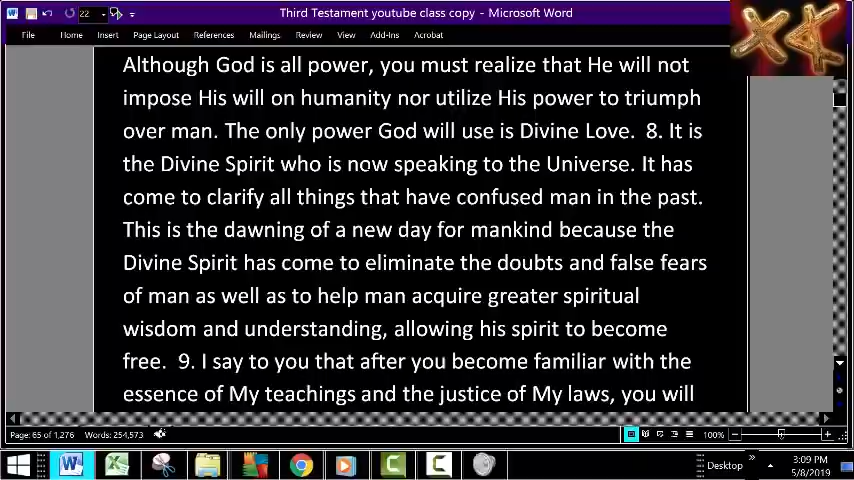 22
Third Testament youtube class copy - Microsoft Word
File Home Insert Page Layout References Mailings Review View Add-Ins Acrobat
Although God is all power, you must realize that He will not
impose His will on humanity nor utilize His power to triumph
over man. The only power God will use is Divine Love. 8. It is
the Divine Spirit who is now speaking to the Universe. It has
come to clarify all things that have confused man in the past.
This is the dawning of a new day for mankind because the
Divine Spirit has come to eliminate the doubts and false fears
of man as well as to help man acquire greater spiritual
wisdom and understanding, allowing his spirit to become
free. 9. I say to you that after you become familiar with the
essence of My teachings and the justice of My laws, you will
Page: 65 of 1,276 Words: 254,573 100%
Desktop 3:09 PM
5/8/2019